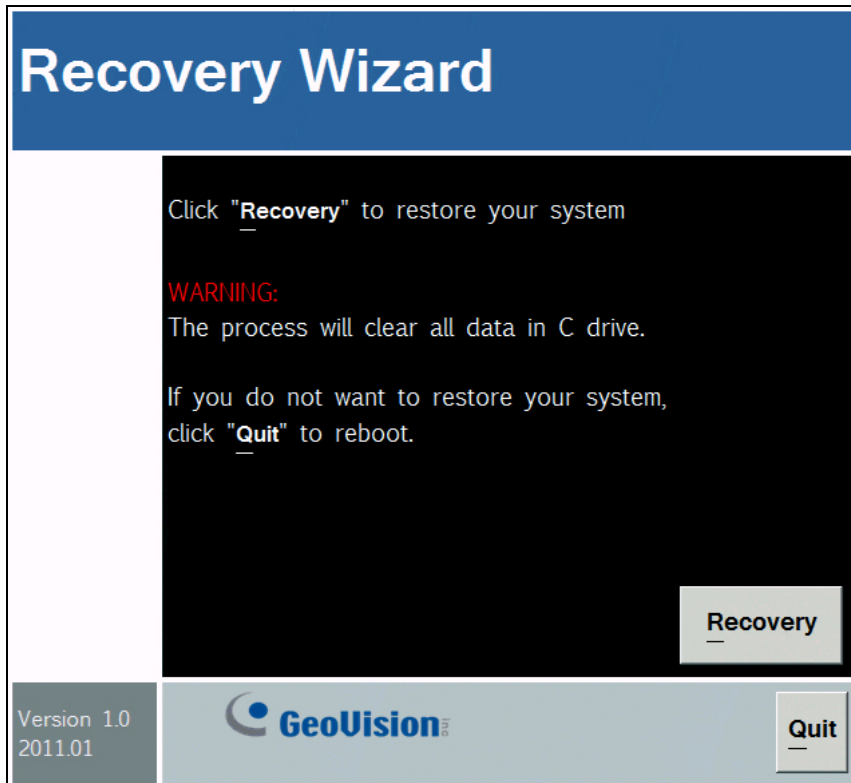 Recovery Wizard
Click "Recovery" to restore your system
WARNING:
The process will clear all data in C drive.
If you do not want to restore your system,
click "Quit" to reboot.
Recovery
Version 1.0
2011.01
GeoVision inc
Quit